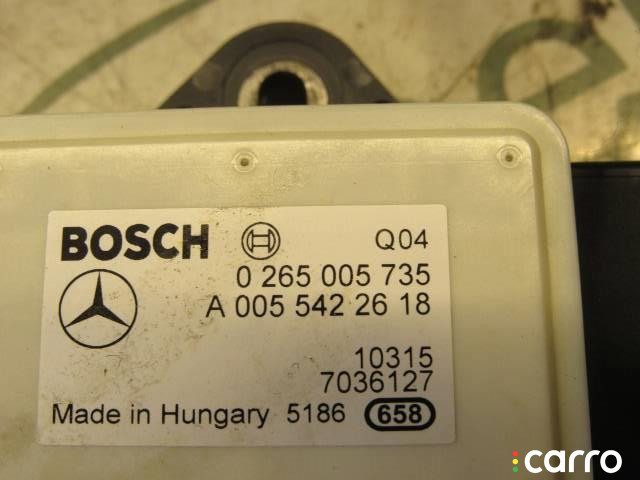 BOSCH Q04
0 265 005 735
A 005 542 26 18
10315
7036127
Made in Hungary 5186 658
carro